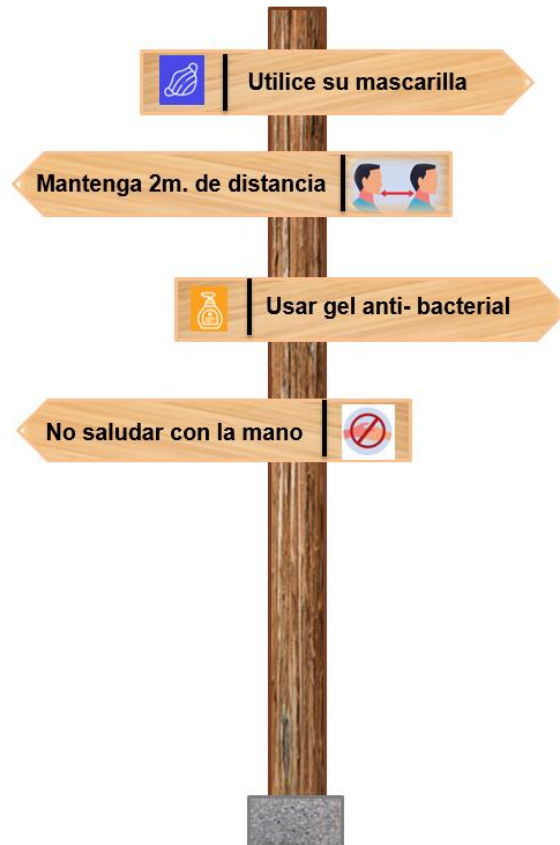 Utilice su mascarilla
Mantenga 2m. de distancia
Usar gel anti- bacterial
No saludar con la mano